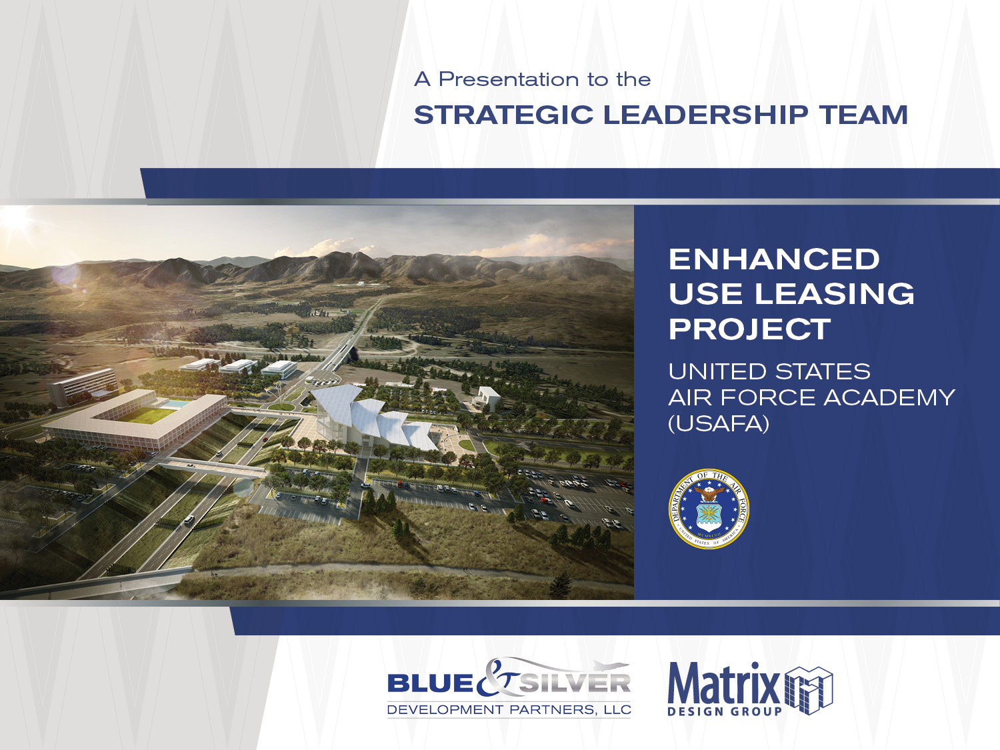 A Presentation to the
STRATEGIC LEADERSHIP TEAM
ENHANCED
USE LEASING
PROJECT
UNITED STATES
AIR FORCE ACADEMY
(USAFA)
DEPARTMENT OF THE AIR FORCE
MCMXLVII
UNITED STATES OF AMERICA
BLUE & SILVER
DEVELOPMENT PARTNERS, LLC
Matrix
DESIGN GROUP